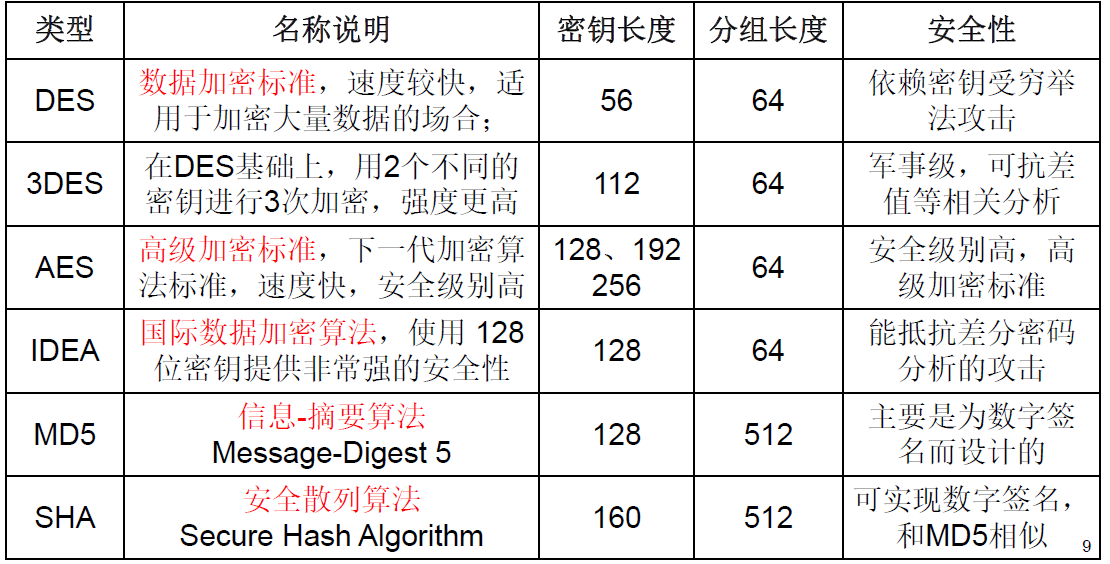 类型 名称说明 密钥长度 分组长度 安全性
DES 数据加密标准，速度较快，适 56 64 依赖密钥受穷举
用于加密大量数据的场合； 法攻击
3DES 在DES基础上，用2个不同的 112 64 军事级，可抗差
密钥进行3次加密，强度更高 值等相关分析
AES 高级加密标准，下一代加密算 128、192 64 安全级别高，高
法标准，速度快，安全级别高 256 级加密标准
IDEA 国际数据加密算法，使用 128 128 64 能抵抗差分密码
位密钥提供非常强的安全性 分析的攻击
MD5 信息-摘要算法 128 512 主要是为数字签
Message-Digest 5 名而设计的
SHA 安全散列算法 160 512 可实现数字签名，
Secure Hash Algorithm 和MD5相似
9